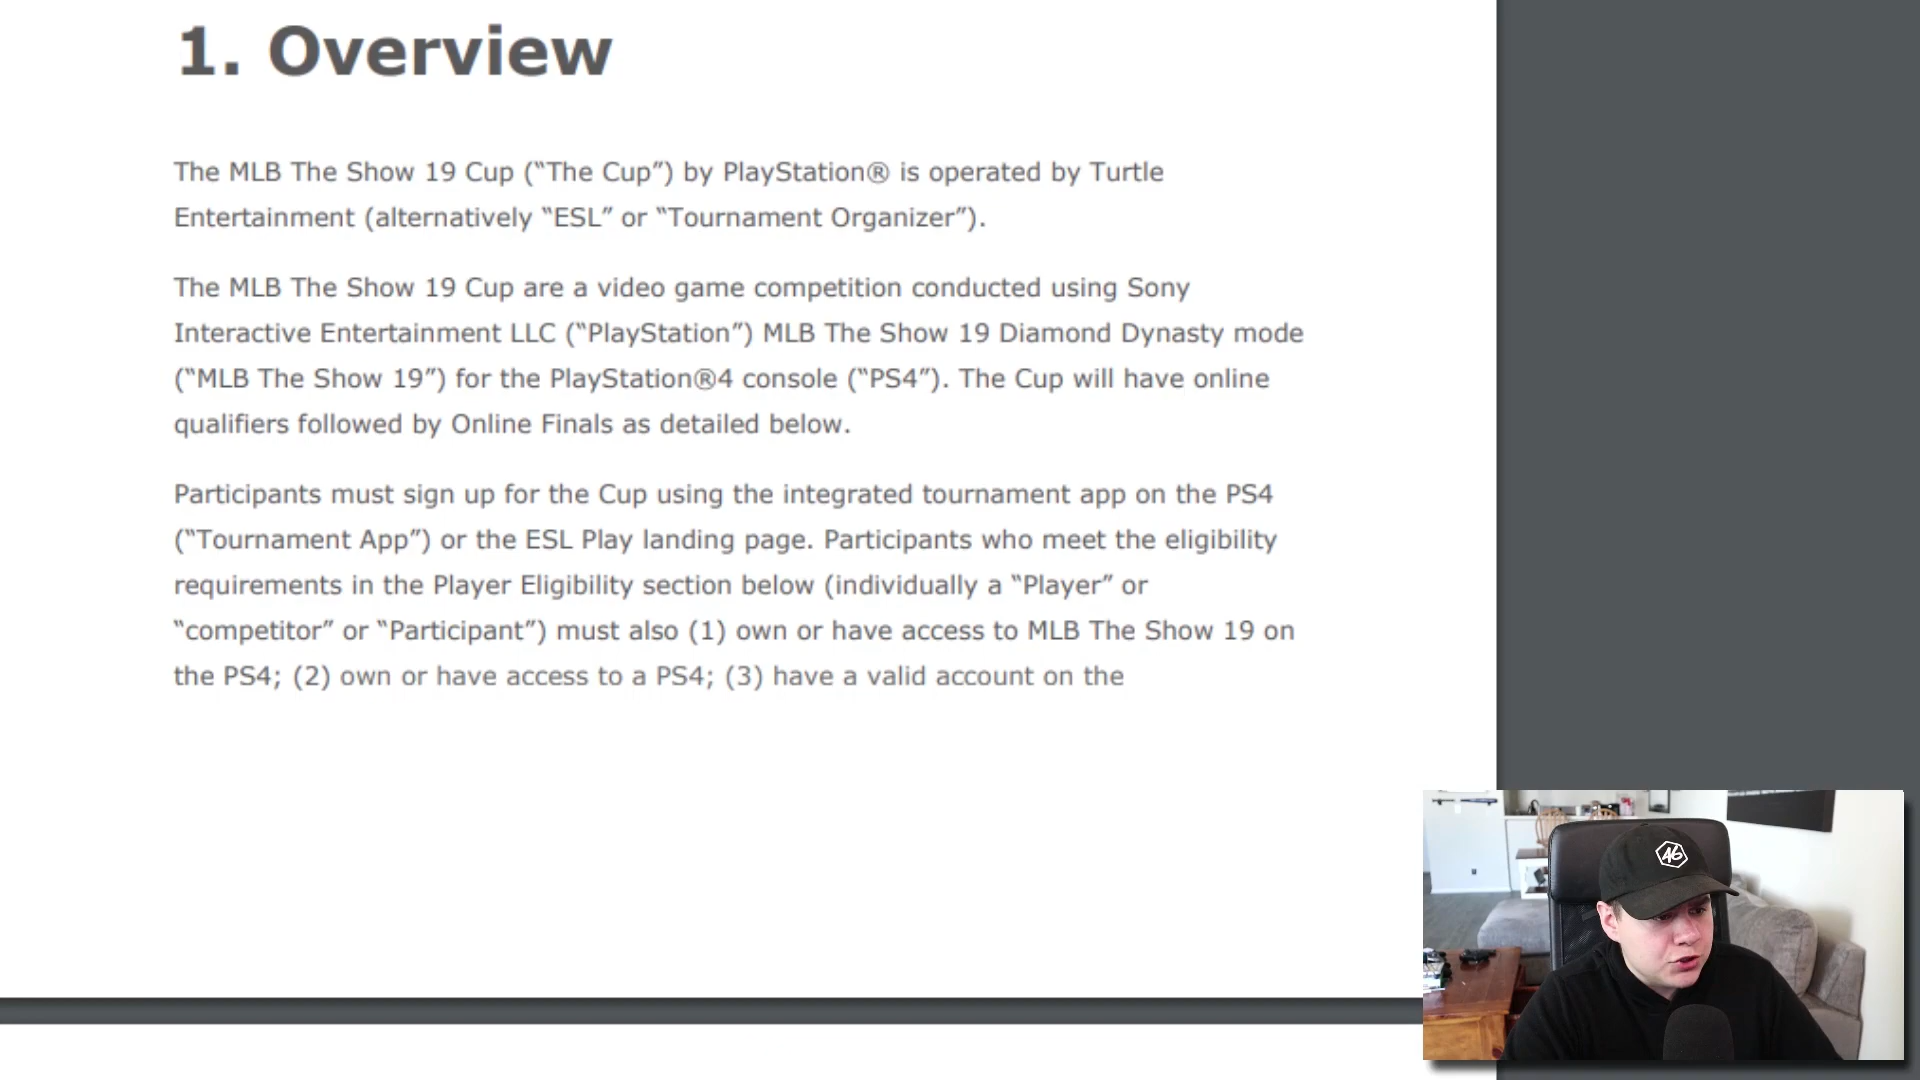 1. Overview
The MLB The Show 19 Cup (“The Cup”) by PlayStation® is operated by Turtle
Entertainment (alternatively “ESL” or “Tournament Organizer”).
The MLB The Show 19 Cup are a video game competition conducted using Sony
Interactive Entertainment LLC (“PlayStation”) MLB The Show 19 Diamond Dynasty mode
(“MLB The Show 19”) for the PlayStation®4 console (“PS4”). The Cup will have online
qualifiers followed by Online Finals as detailed below.
Participants must sign up for the Cup using the integrated tournament app on the PS4
(“Tournament App”) or the ESL Play landing page. Participants who meet the eligibility
requirements in the Player Eligibility section below (individually a “Player” or
“competitor” or “Participant”) must also (1) own or have access to MLB The Show 19 on
the PS4; (2) own or have access to a PS4; (3) have a valid account on the
46